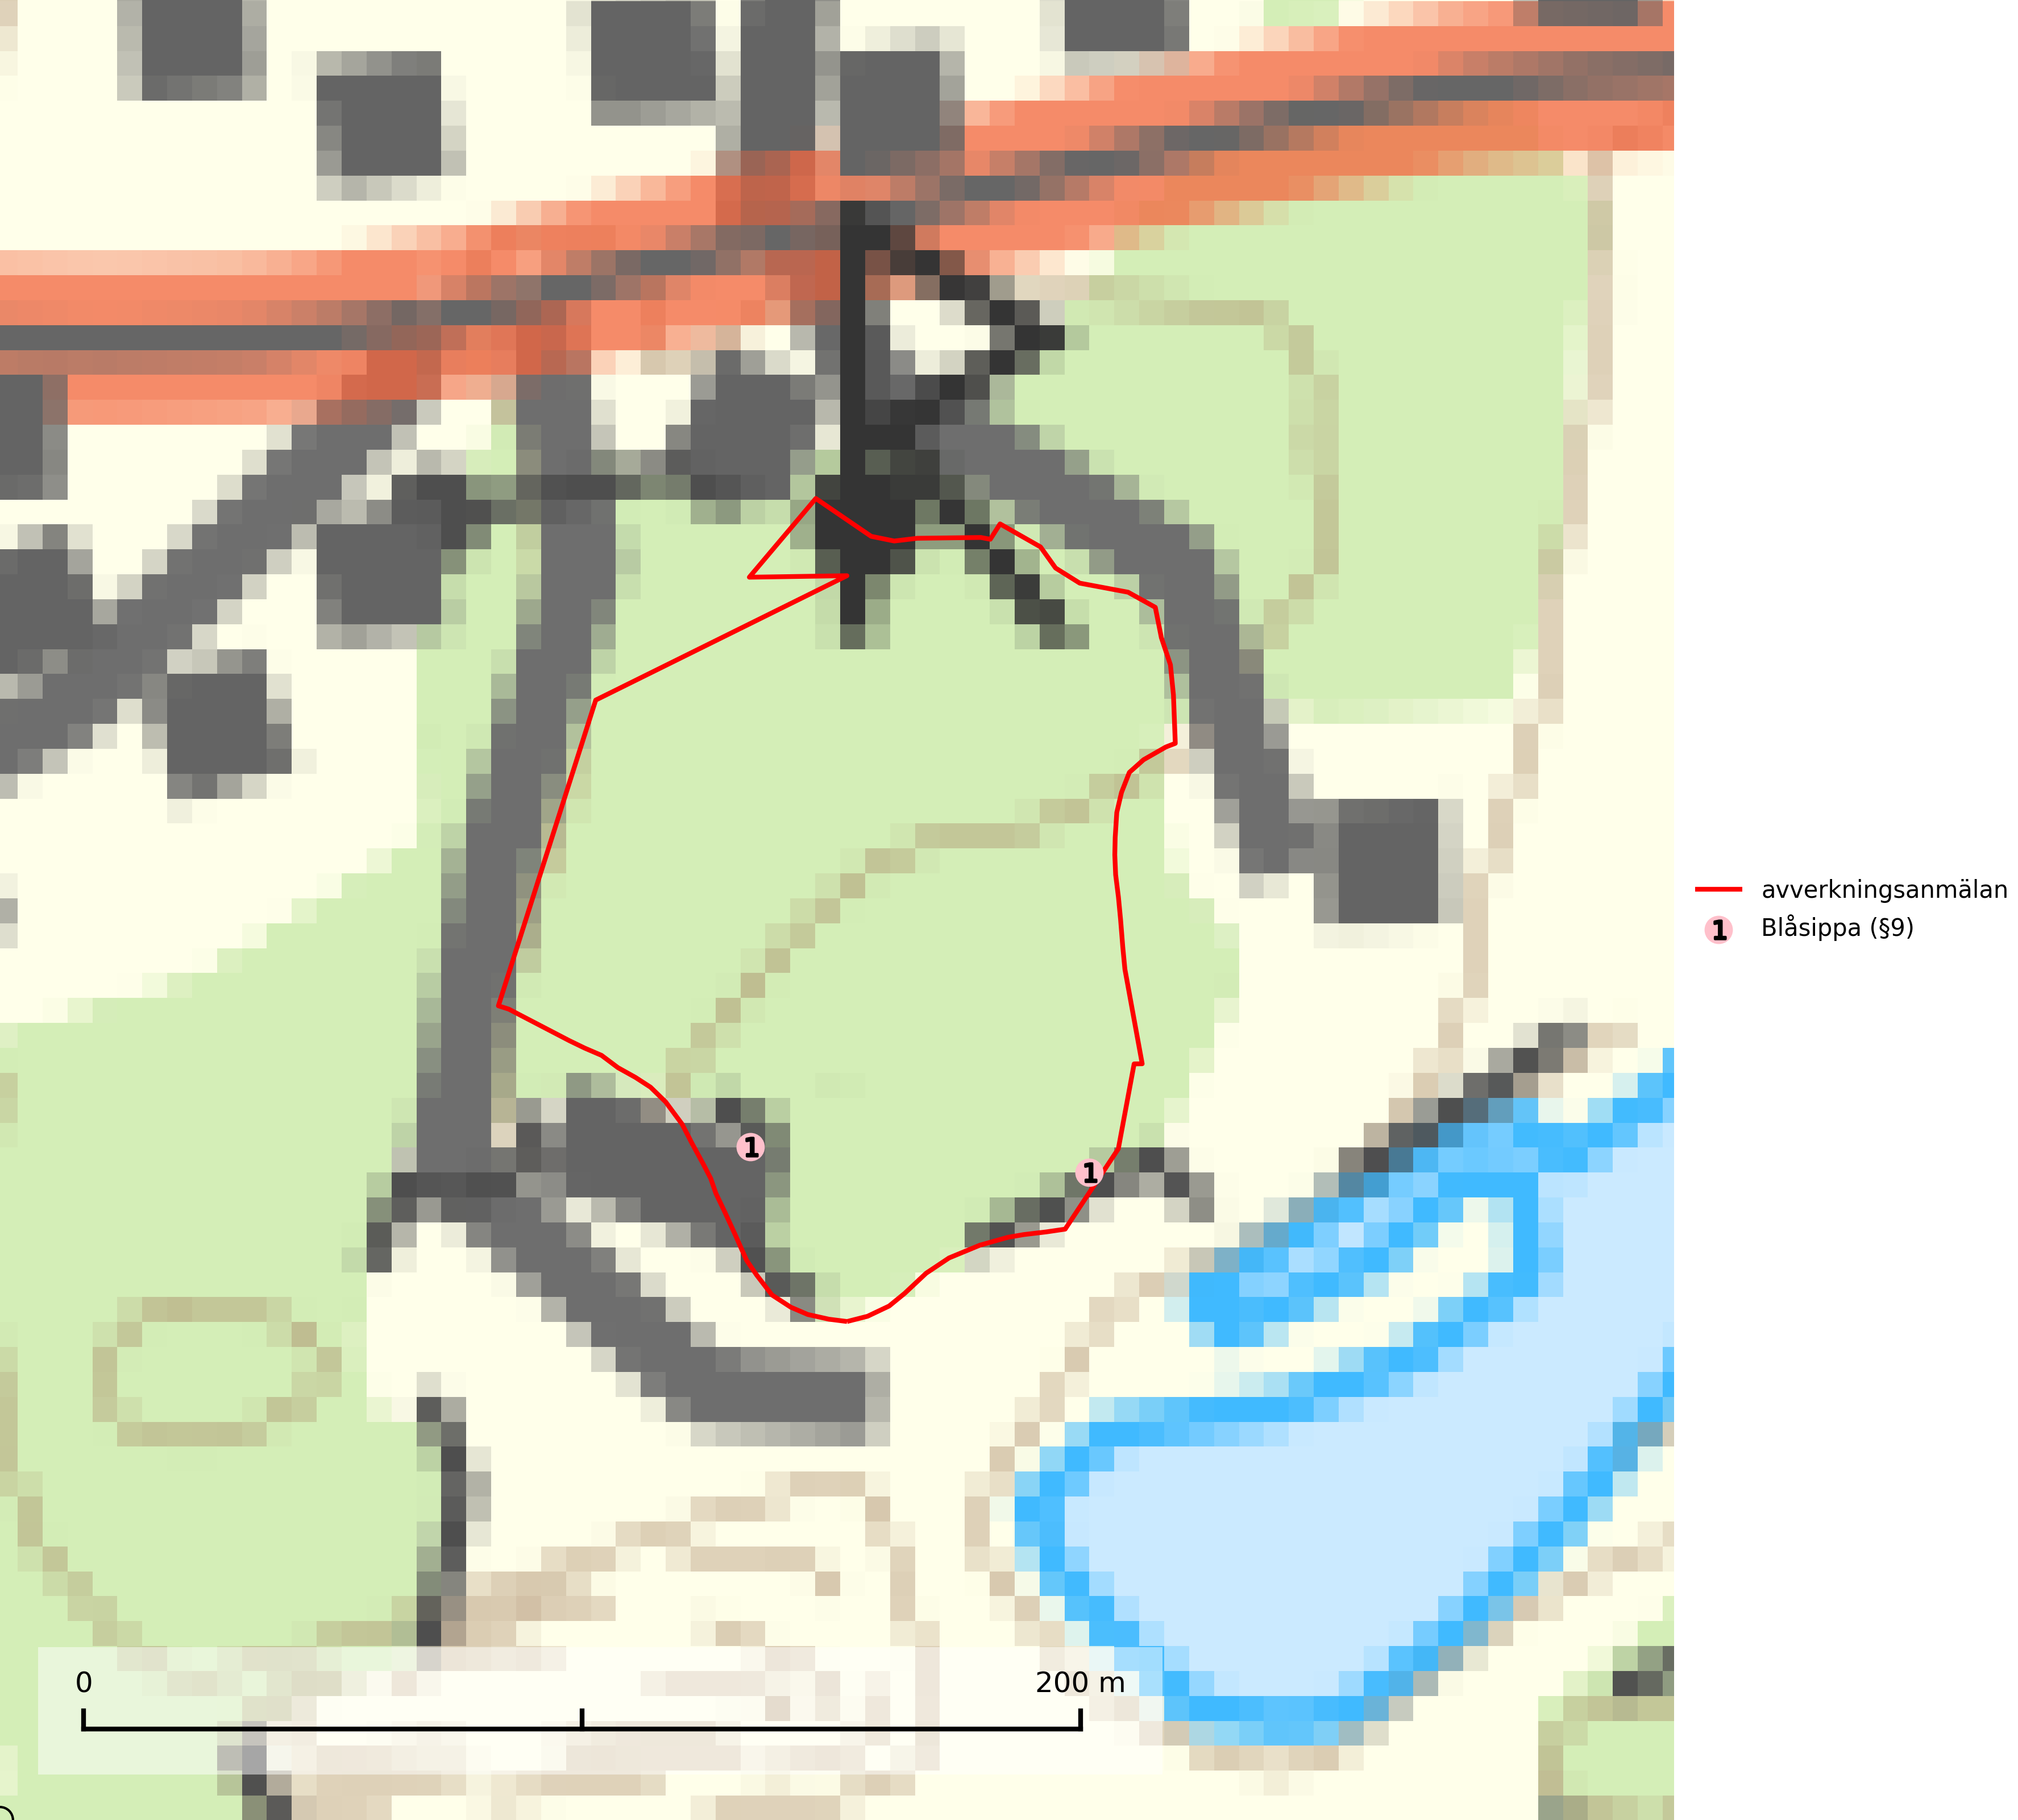 avverkningsanmälan
1 Blåsippa (§9)
1
1
0 200 m